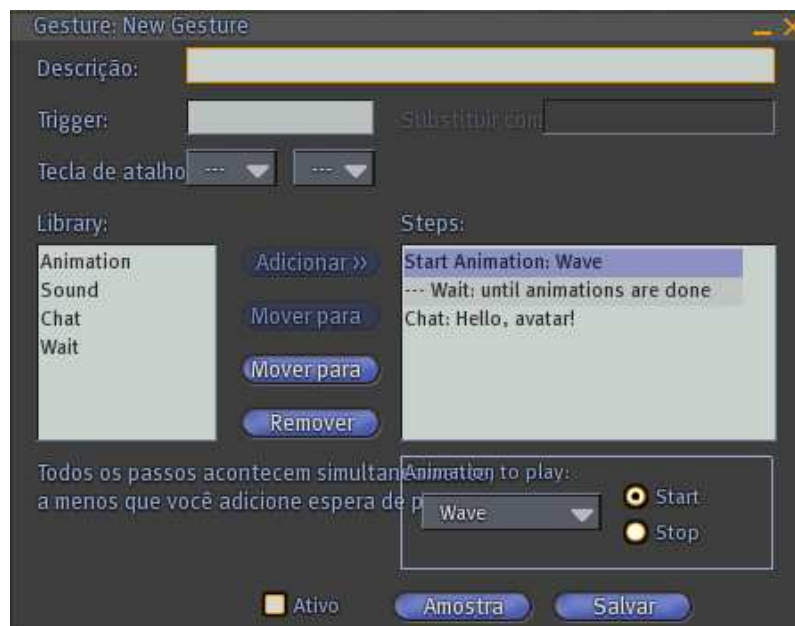 Gesture: New Gesture
Descrição:
Trigger:
Substituir com
Tecla de atalho
--- ---
Library:
Animation
Sound
Chat
Wait
Adicionar >>
Mover para
Mover para
Remover
Steps:
Start Animation: Wave
--- Wait: until animations are done
Chat: Hello, avatar!
Todos os passos acontecem
a menos que você adicione espera de
Animation to play:
Wave
Start
Stop
Ativo
Amostra
Salvar